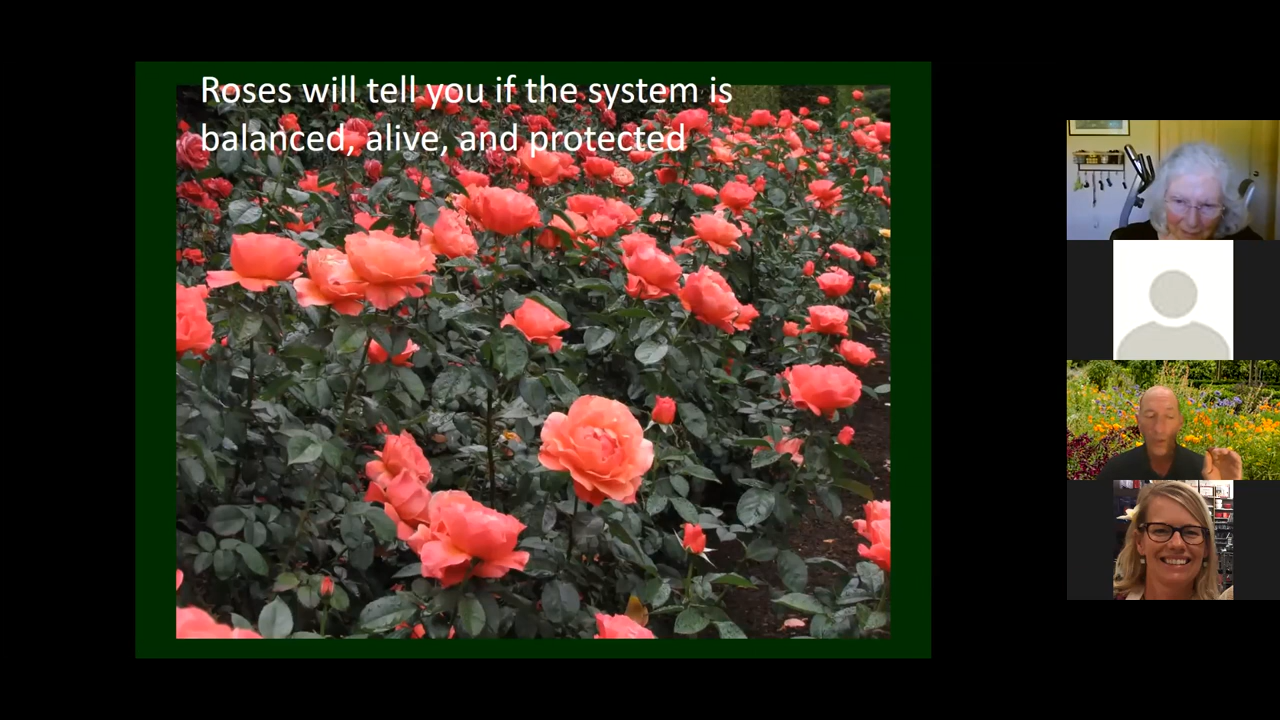 Roses will tell you if the system is
balanced, alive, and protected